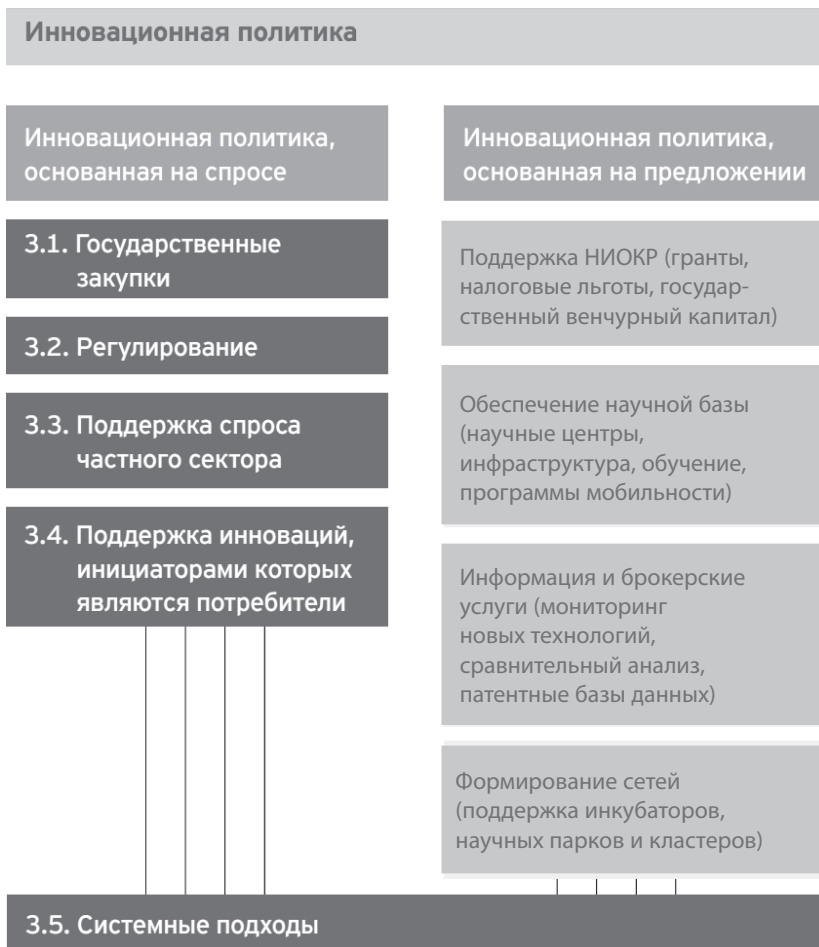 Инновационная политика
Инновационная политика,
основанная на спросе
3.1. Государственные
закупки
3.2. Регулирование
3.3. Поддержка спроса
частного сектора
3.4. Поддержка инноваций,
инициаторами которых
являются потребители
Инновационная политика,
основанная на предложении
Поддержка НИОКР (гранты,
налоговые льготы, государ-
ственный венчурный капитал)
Обеспечение научной базы
(научные центры,
инфраструктура, обучение,
программы мобильности)
Информация и брокерские
услуги (мониторинг
новых технологий,
сравнительный анализ,
патентные базы данных)
Формирование сетей
(поддержка инкубаторов,
научных парков и кластеров)
3.5. Системные подходы